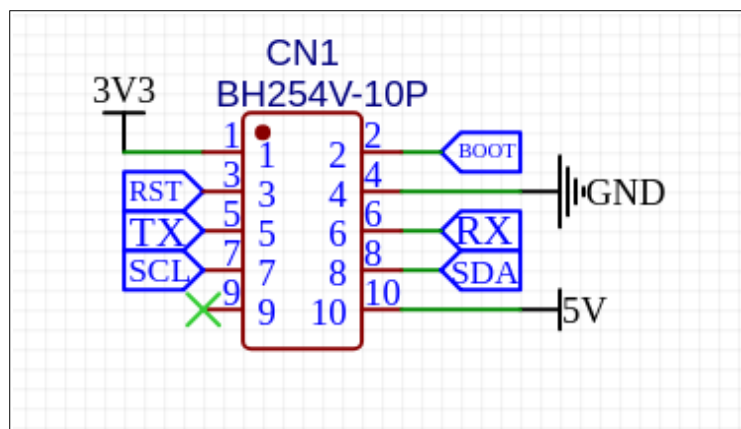 CN1
BH254V-10P
3V3
1 1 2 2 BOOT
RST 3 3 4 4 GND
TX 5 5 6 6 RX
SCL 7 7 8 8 SDA
9 9 10 10 5V